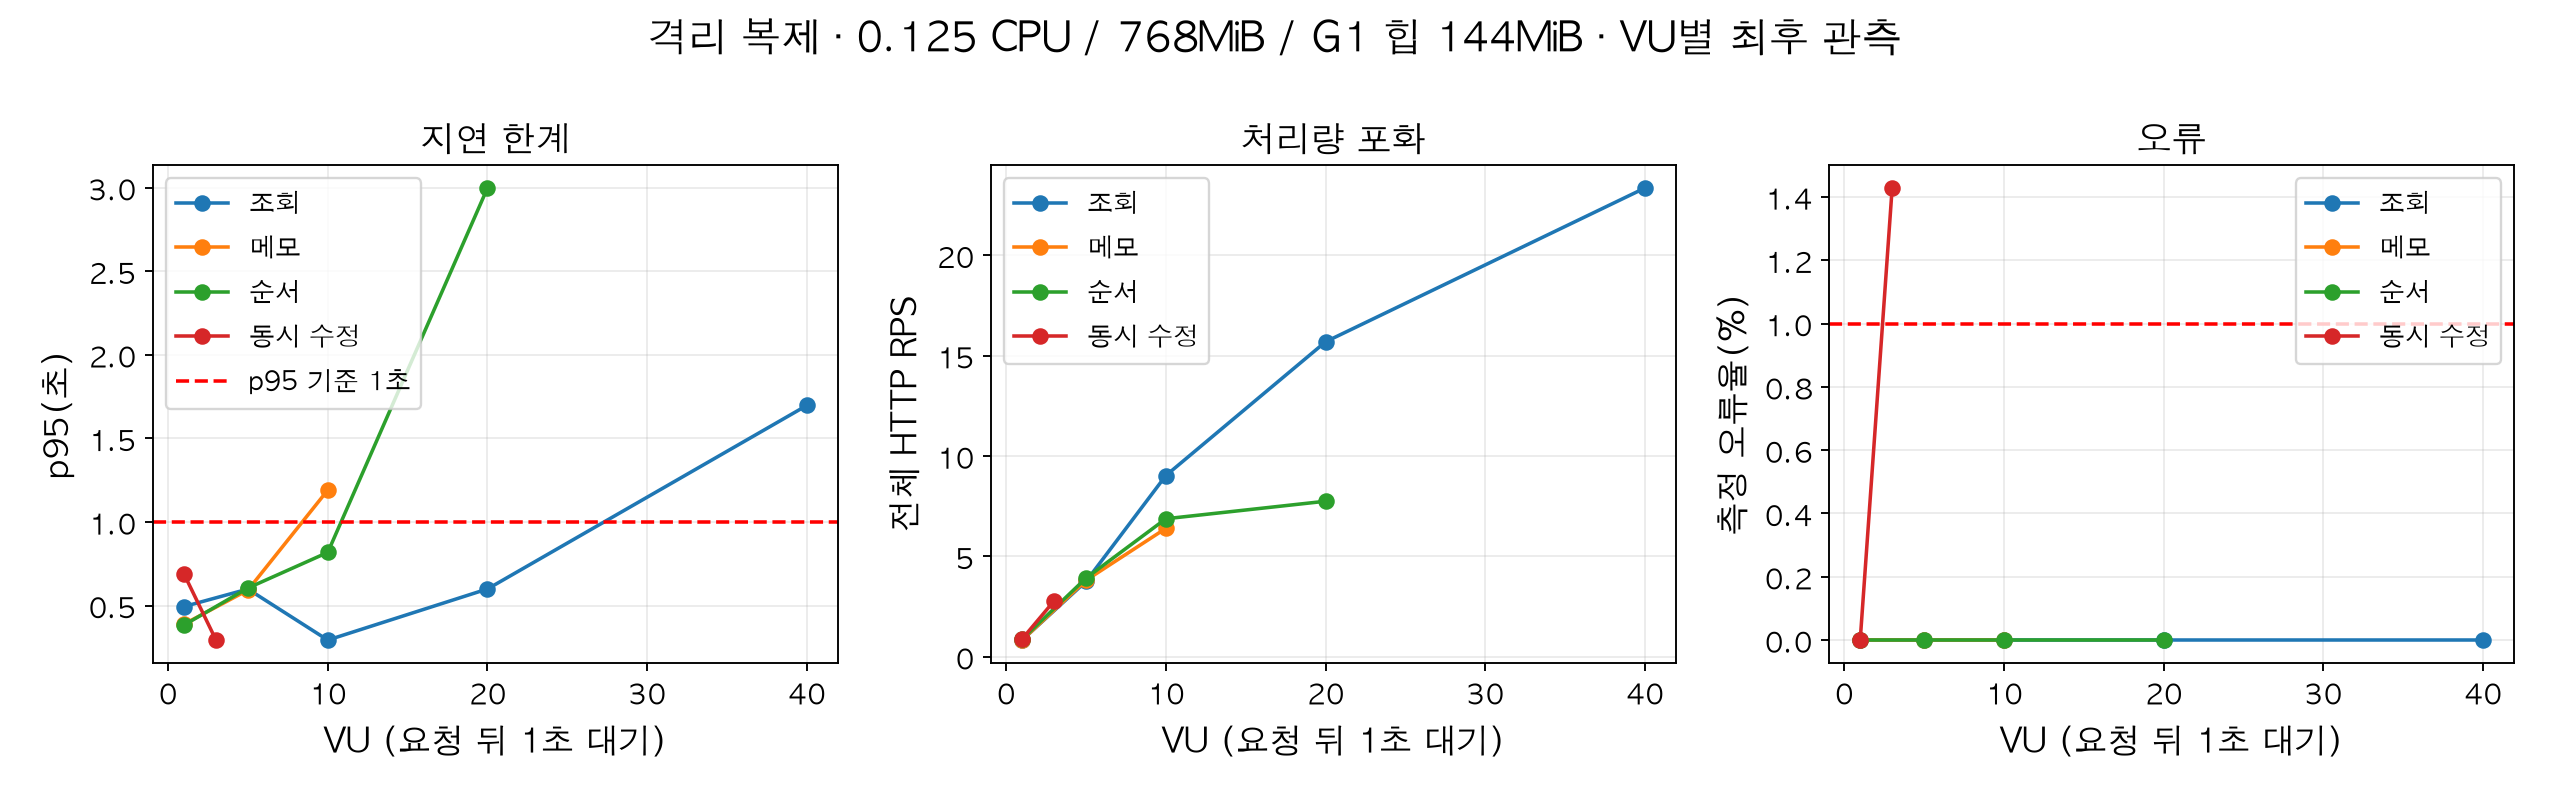 격리 복제 · 0.125 CPU / 768MiB / G1 힙 144MiB · VU별 최후 관측
지연 한계
p95(초)
3.0
2.5
2.0
1.5
1.0
0.5
조회
메모
순서
동시 수정
p95 기준 1초
0 10 20 30 40
VU (요청 뒤 1초 대기)
처리량 포화
전체 HTTP RPS
20
15
10
5
0
조회
메모
순서
동시 수정
0 10 20 30 40
VU (요청 뒤 1초 대기)
오류
측정 오류율(%)
1.4
1.2
1.0
0.8
0.6
0.4
0.2
0.0
조회
메모
순서
동시 수정
0 10 20 30 40
VU (요청 뒤 1초 대기)